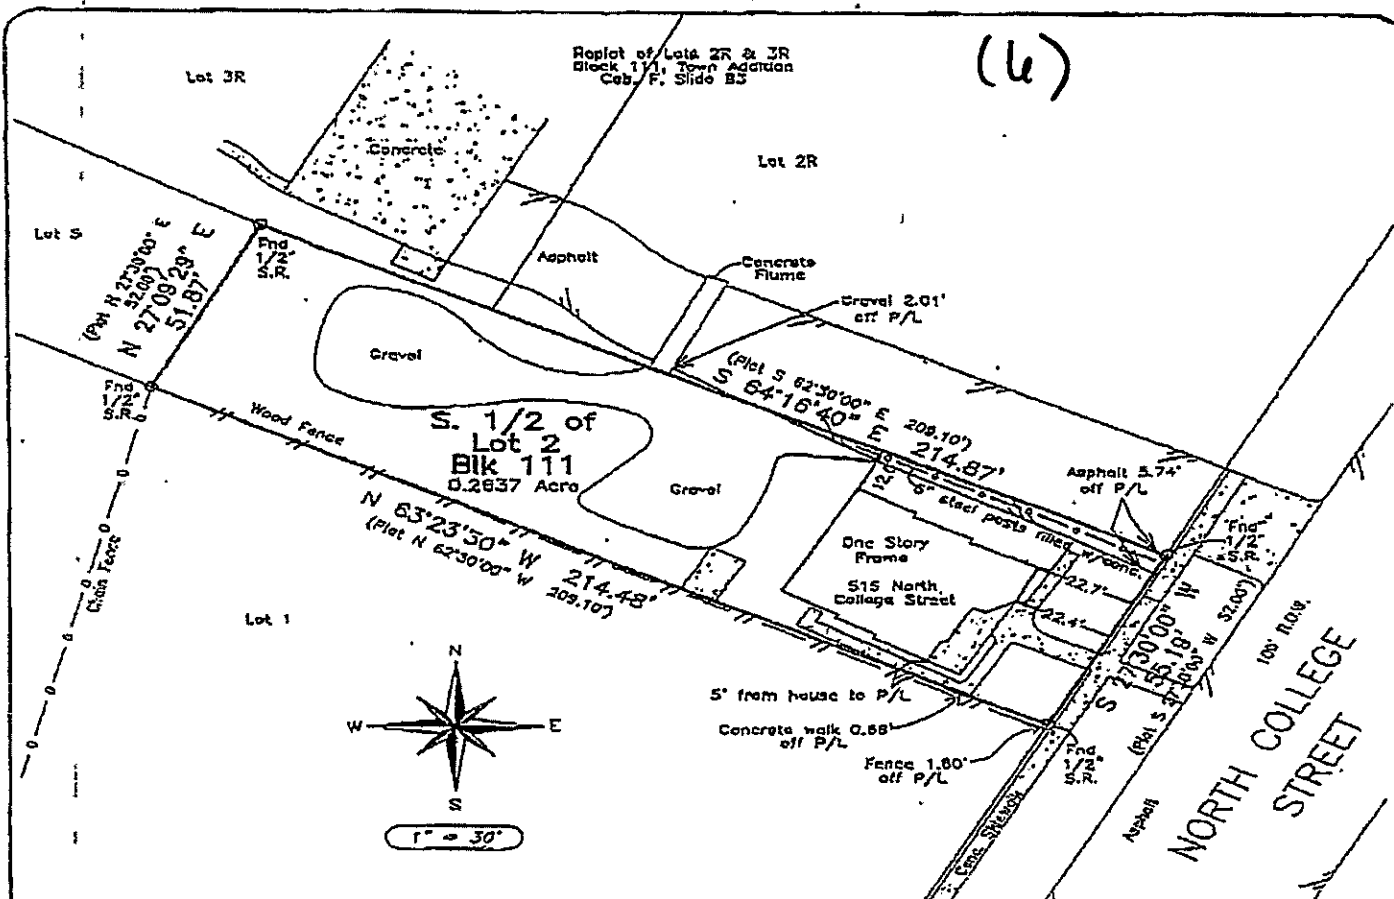 (6)
Replat of Lots 2R & 3R
Block 111, Town Addition
Cab. F, Slide B3
Lot 3R
Concrete
Lot 2R
Lot 5
(Plat N 27°30'00" E
52.00')
N 27°09'29" E
51.87'
Fnd
1/2"
S.R.
Asphalt
Concrete
Flume
Gravel 2.01'
off P/L
Gravel
(Plat S 62°30'00" E 209.10')
S 64°16'40" E 214.87'
Fnd
1/2"
S.R.
Wood Fence
S. 1/2 of
Lot 2
Blk 111
0.2837 Acre
Gravel
12.0'
6" steel posts filled w/conc.
Asphalt 5.74'
off P/L
Fnd
1/2"
S.R.
N 63°23'30" W 214.48'
(Plat N 62°30'00" W 209.10')
One Story
Frame
515 North
College Street
22.7'
22.4'
Chain Fence
Lot 1
S 27°30'00" W
55.18'
52.00')
100' R.O.W.
NORTH COLLEGE
STREET
5' from house to P/L
Concrete walk 0.68'
off P/L
Fence 1.60'
off P/L
Fnd
1/2"
S.R.
Conc. Sidewalk
Asphalt
N
W
E
S
1" = 30'